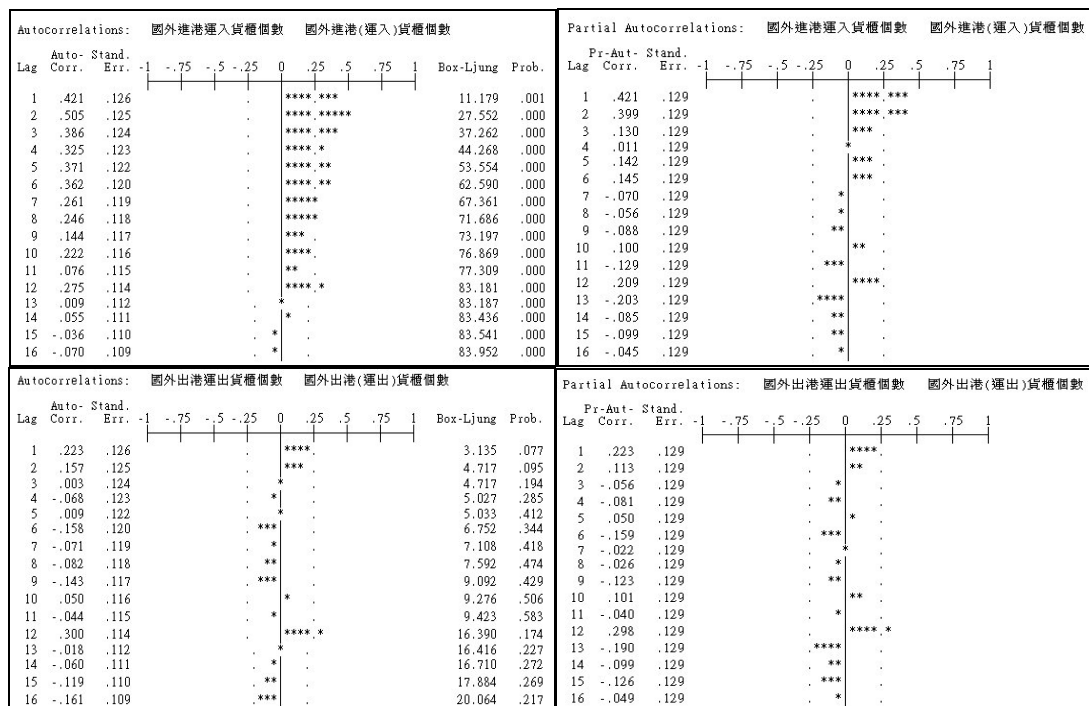 Autocorrelations: 國外進港運入貨櫃個數 國外進港(運入)貨櫃個數
Auto- Stand.
Lag Corr. Err. -1 -.75 -.5 -.25 0 .25 .5 .75 1 Box-Ljung Prob.
1 .421 .126 . ****.*** 11.179 .001
2 .505 .125 . ****.***** 27.552 .000
3 .386 .124 . ****.*** 37.262 .000
4 .325 .123 . ****.* 44.268 .000
5 .371 .122 . ****.** 53.554 .000
6 .362 .120 . ****.** 62.590 .000
7 .261 .119 . ***** 67.361 .000
8 .246 .118 . ***** 71.686 .000
9 .144 .117 . *** . 73.197 .000
10 .222 .116 . ****. 76.869 .000
11 .076 .115 . ** . 77.309 .000
12 .275 .114 . ****.* 83.181 .000
13 .009 .112 . * . 83.187 .000
14 .055 .111 . * . 83.436 .000
15 -.036 .110 . * . 83.541 .000
16 -.070 .109 . * . 83.952 .000
Partial Autocorrelations: 國外進港運入貨櫃個數 國外進港(運入)貨櫃個數
Pr-Aut- Stand.
Lag Corr. Err. -1 -.75 -.5 -.25 0 .25 .5 .75 1
1 .421 .129 . ****.***
2 .399 .129 . ****.***
3 .130 .129 . *** .
4 .011 .129 . * .
5 .142 .129 . *** .
6 .145 .129 . *** .
7 -.070 .129 . * .
8 -.056 .129 . * .
9 -.088 .129 . ** .
10 .100 .129 . ** .
11 -.129 .129 . *** .
12 .209 .129 . ****.
13 -.203 .129 .**** .
14 -.085 .129 . ** .
15 -.099 .129 . ** .
16 -.045 .129 . * .
Autocorrelations: 國外出港運出貨櫃個數 國外出港(運出)貨櫃個數
Auto- Stand.
Lag Corr. Err. -1 -.75 -.5 -.25 0 .25 .5 .75 1 Box-Ljung Prob.
1 .223 .126 . ****. 3.135 .077
2 .157 .125 . *** . 4.717 .095
3 .003 .124 . * . 4.717 .194
4 -.068 .123 . * . 5.027 .285
5 .009 .122 . * . 5.033 .412
6 -.158 .120 . *** . 6.752 .344
7 -.071 .119 . * . 7.108 .418
8 -.082 .118 . ** . 7.592 .474
9 -.143 .117 . *** . 9.092 .429
10 .050 .116 . * . 9.276 .506
11 -.044 .115 . * . 9.423 .583
12 .300 .114 . ****.* 16.390 .174
13 -.018 .112 . * . 16.416 .227
14 -.060 .111 . * . 16.710 .272
15 -.119 .110 . ** . 17.884 .269
16 -.161 .109 . *** . 20.064 .217
Partial Autocorrelations: 國外出港運出貨櫃個數 國外出港(運出)貨櫃個數
Pr-Aut- Stand.
Lag Corr. Err. -1 -.75 -.5 -.25 0 .25 .5 .75 1
1 .223 .129 . ****.
2 .113 .129 . ** .
3 -.056 .129 . * .
4 -.081 .129 . ** .
5 .050 .129 . * .
6 -.159 .129 . *** .
7 -.022 .129 . * .
8 -.026 .129 . * .
9 -.123 .129 . ** .
10 .101 .129 . ** .
11 -.040 .129 . * .
12 .298 .129 . ****.*
13 -.190 .129 .**** .
14 -.099 .129 . ** .
15 -.126 .129 . *** .
16 -.049 .129 . * .